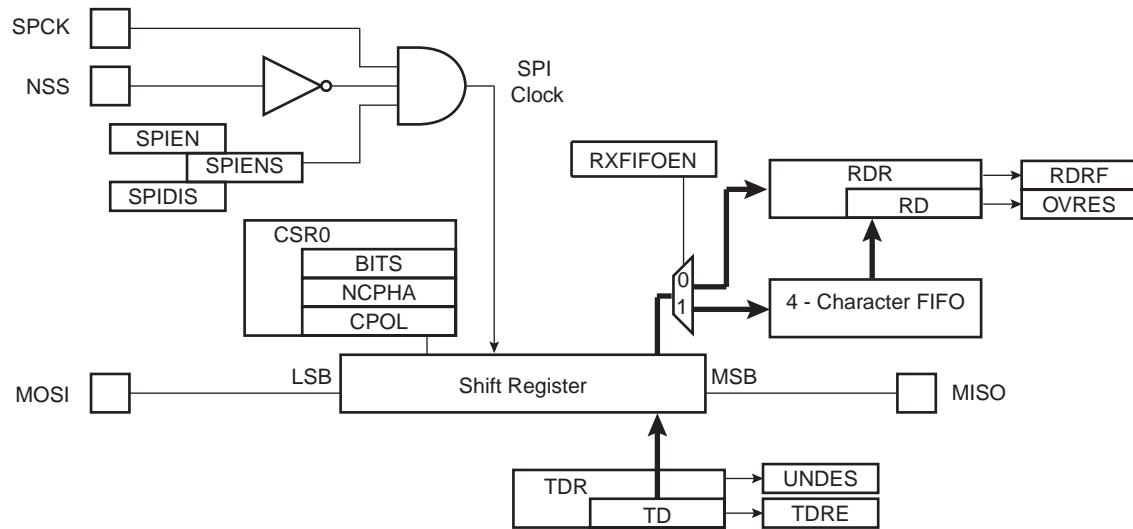 SPCK
NSS
SPI
Clock
SPIEN
SPIENS
SPIDIS
RXFIFOEN
RDR
RD
RDRF
OVRES
CSR0
BITS
NCPHA
CPOL
0
1
4 - Character FIFO
MOSI
LSB
Shift Register
MSB
MISO
TDR
TD
UNDES
TDRE